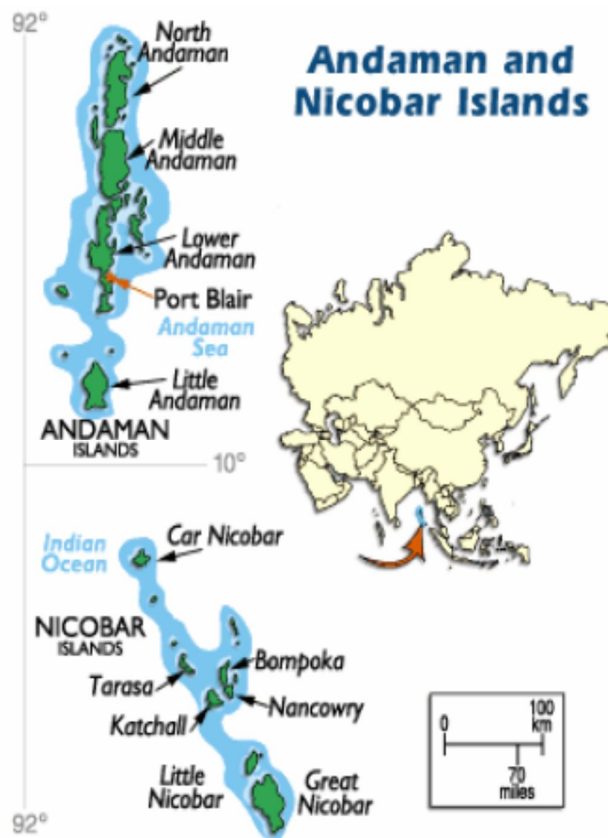 92°
North
Andaman
Andaman and
Nicobar Islands
Middle
Andaman
Lower
Andaman
Port Blair
Andaman
Sea
Little
Andaman
ANDAMAN
ISLANDS
10°
Indian
Ocean
Car Nicobar
NICOBAR
ISLANDS
Bompoka
Tarasa
Nancowry
Katchall
Little
Nicobar
Great
Nicobar
0
100
km
70
miles
92°